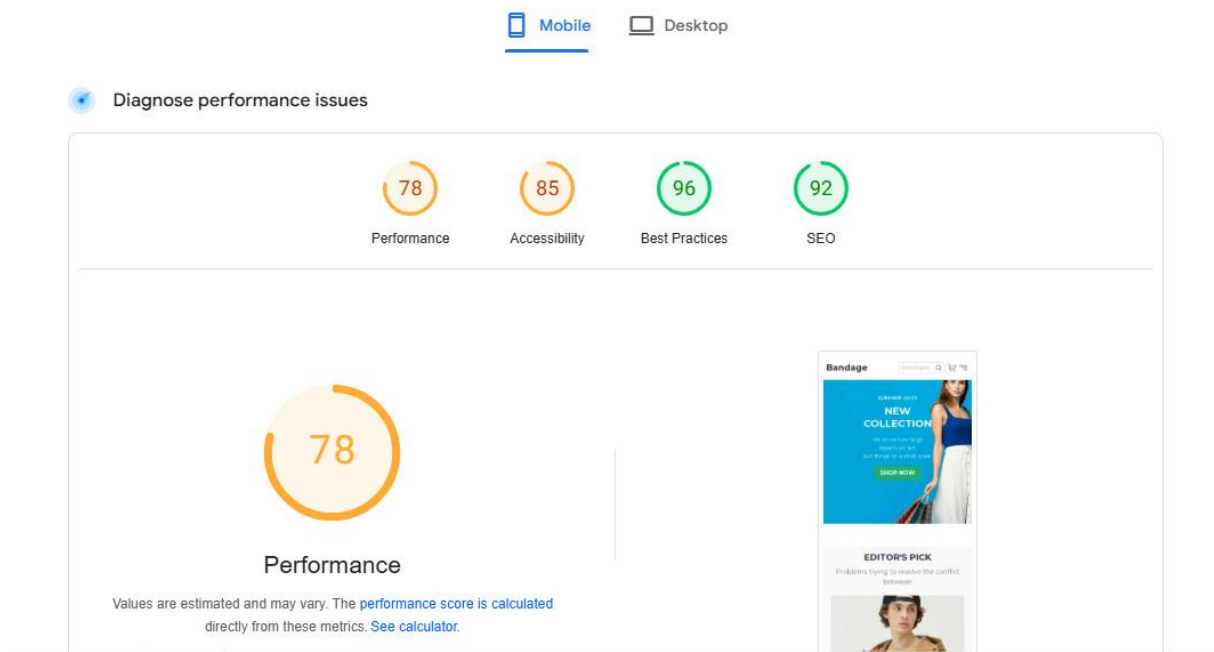 Mobile
Desktop
Diagnose performance issues
78
85
96
92
Performance
Accessibility
Best Practices
SEO
78
Performance
Values are estimated and may vary. The performance score is calculated
directly from these metrics. See calculator.
Bandage
SUMMER 2023
NEW
COLLECTION
SHOP NOW
EDITOR'S PICK
Problems trying to resolve the conflict
between